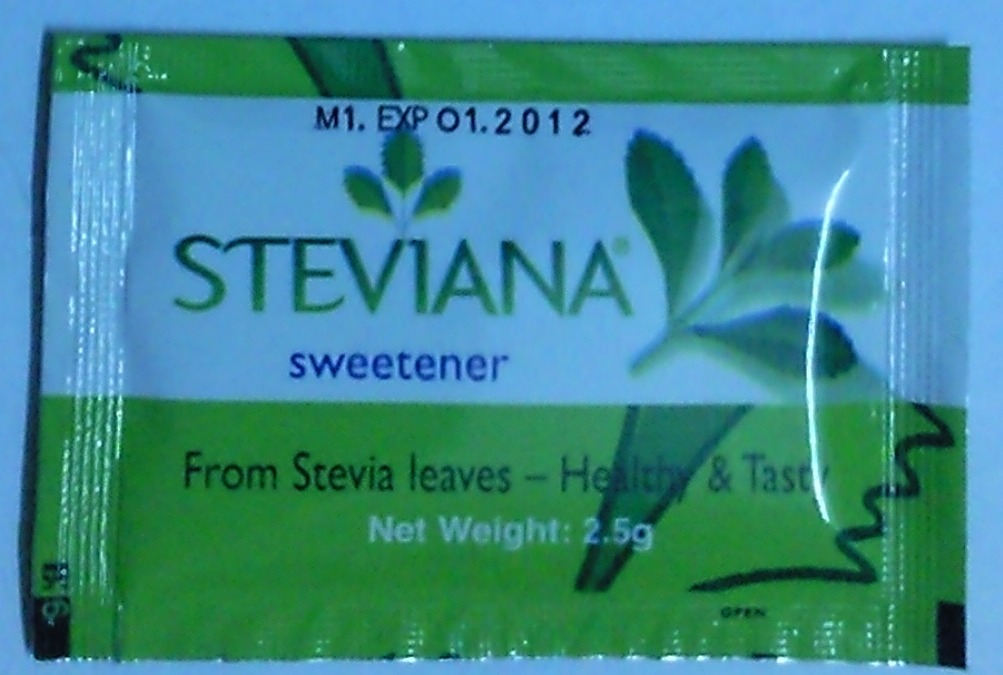 M1. EXP 01.2012
STEVIANA®
sweetener
From Stevia leaves – Healthy & Tasty
Net Weight: 2.5g
OPEN